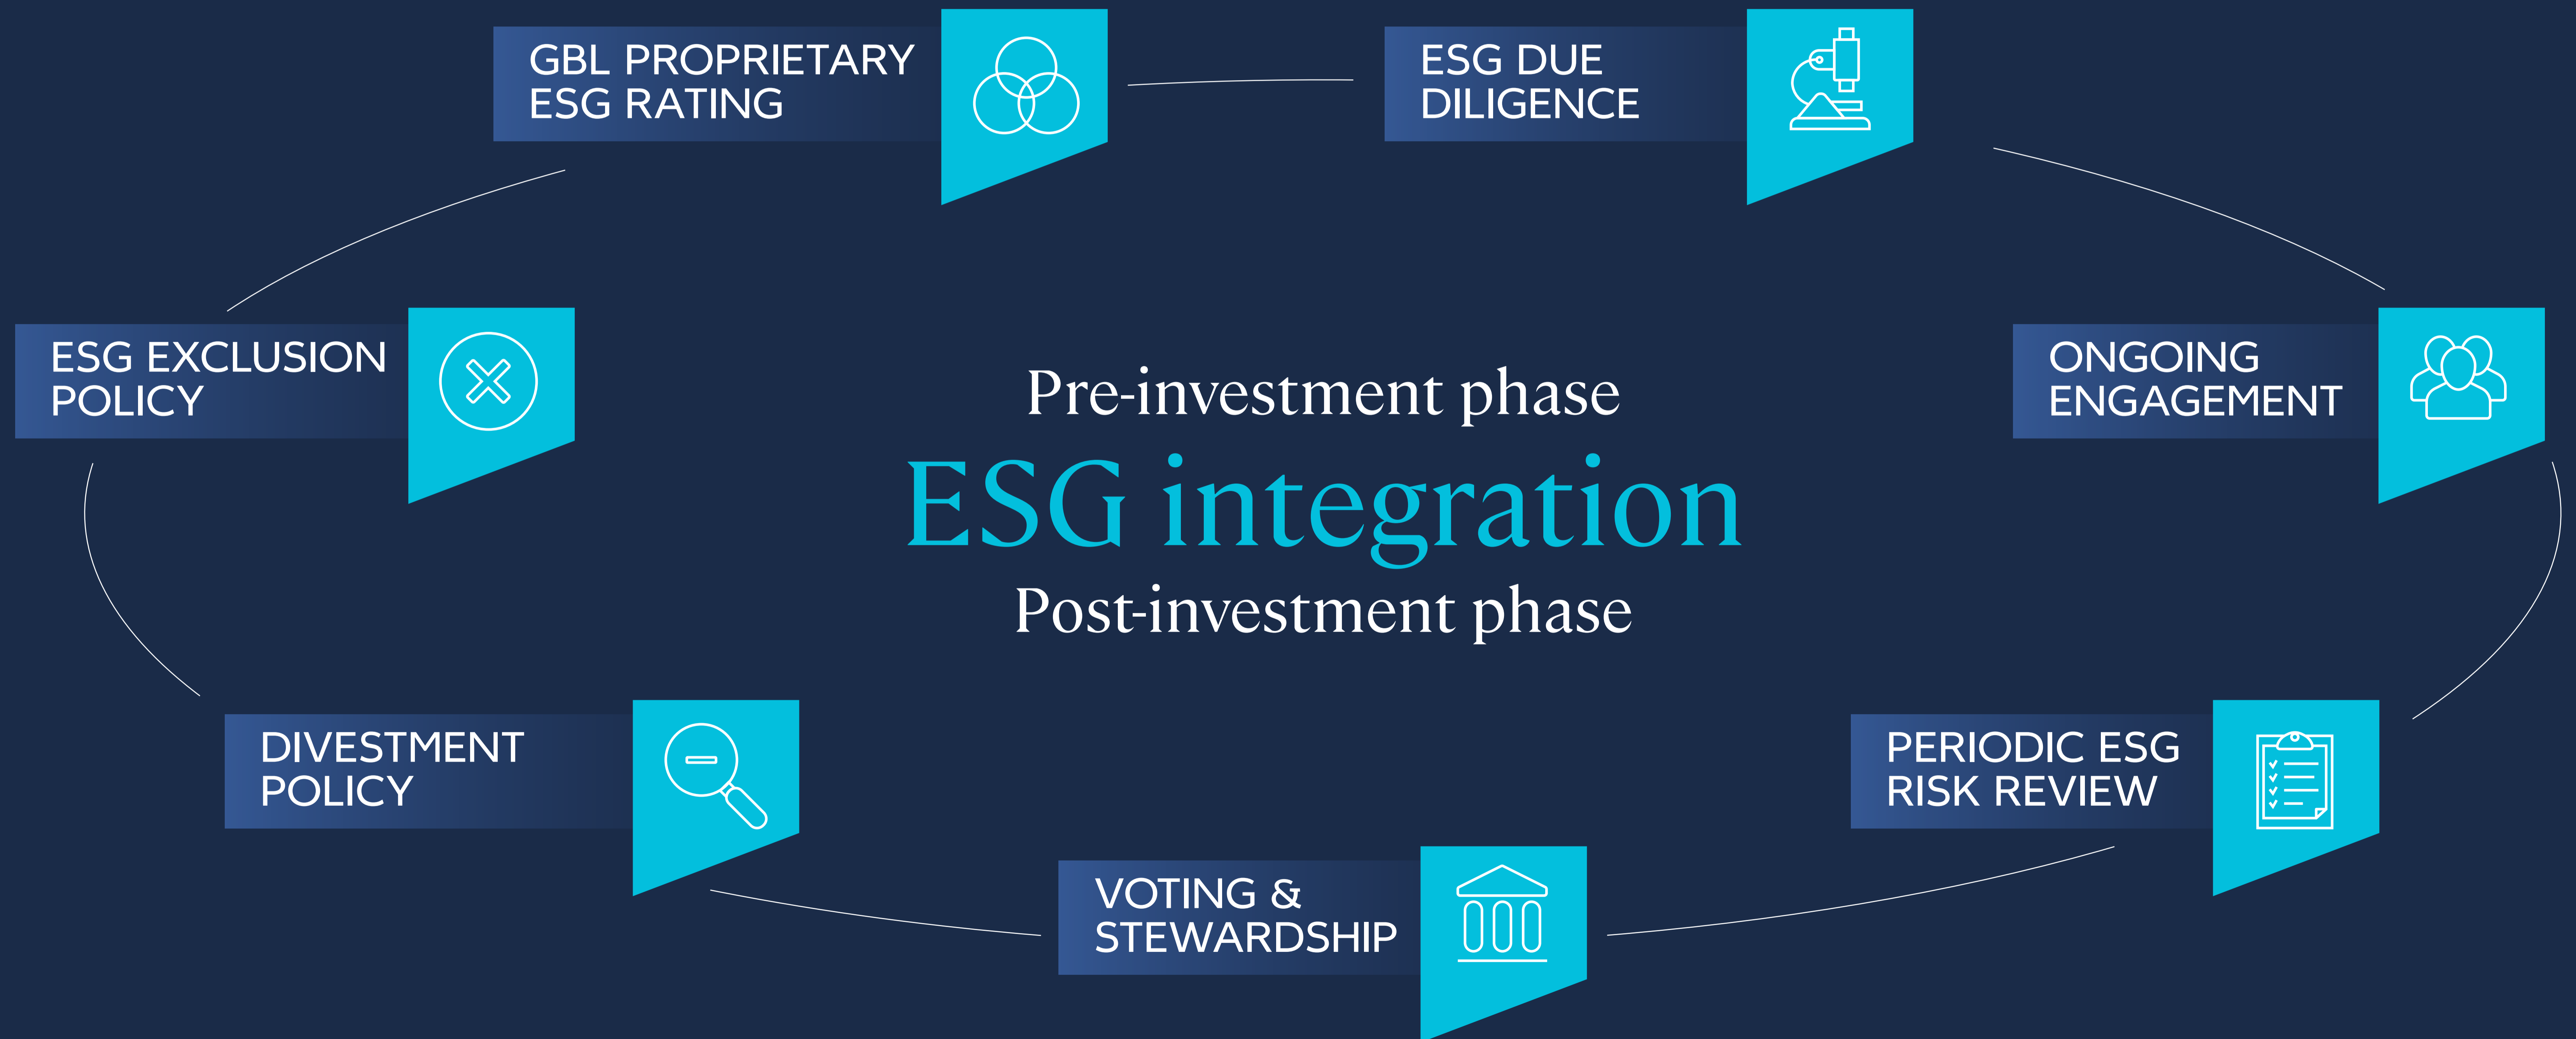 GBL PROPRIETARY
ESG RATING
ESG DUE
DILIGENCE
ESG EXCLUSION
POLICY
ONGOING
ENGAGEMENT
Pre-investment phase
ESG integration
Post-investment phase
DIVESTMENT
POLICY
PERIODIC ESG
RISK REVIEW
VOTING &
STEWARDSHIP